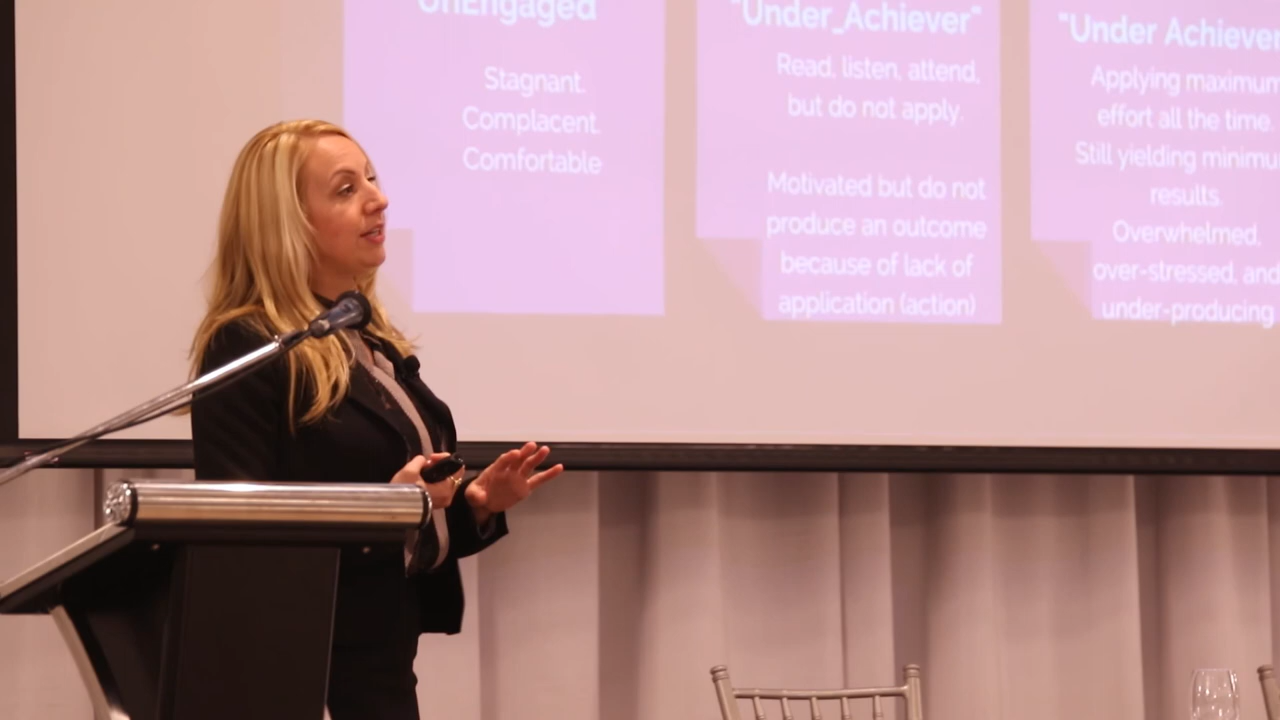 UnEngaged
Stagnant.
Complacent.
Comfortable
"Under_Achiever"
Read, listen, attend,
but do not apply.
Motivated but do not
produce an outcome
because of lack of
application (action)
"Under Achiever
Applying maximum
effort all the time.
Still yielding minimu
results.
Overwhelmed,
over-stressed, and
under-producing